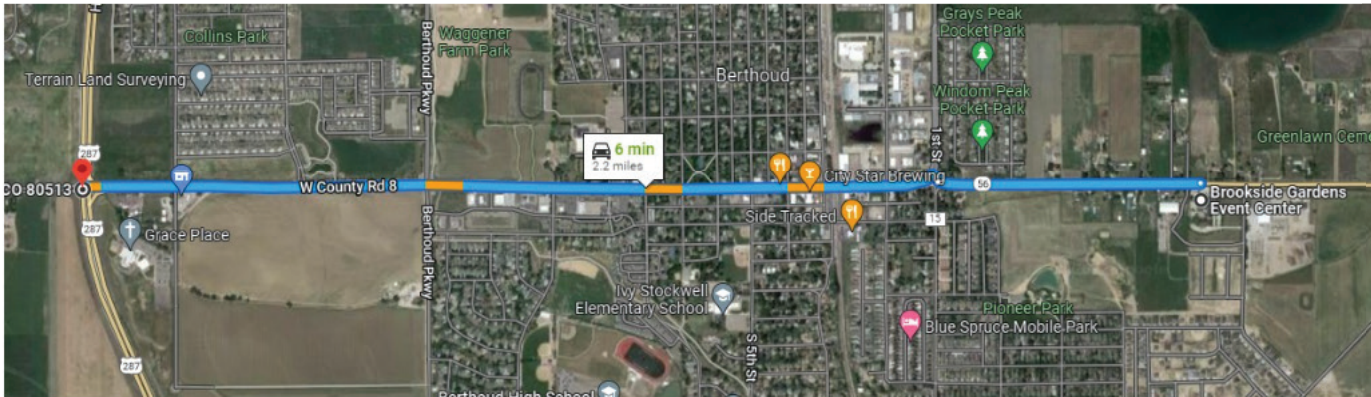 Collins Park
Waggener
Farm Park
Grays Peak
Pocket Park
Terrain Land Surveying
Berthoud Pkwy
Berthoud
Windom Peak
Pocket Park
1st St
Greenlawn Ceme
287
6 min
2.2 miles
CO 80513
W County Rd 8
City Star Brewing
56
Brookside Gardens
Event Center
287
Grace Place
Berthoud Pkwy
Side Tracked
15
Ivy Stockwell
Elementary School
S 5th St
Pioneer Park
Blue Spruce Mobile Park
287
Berthoud High School